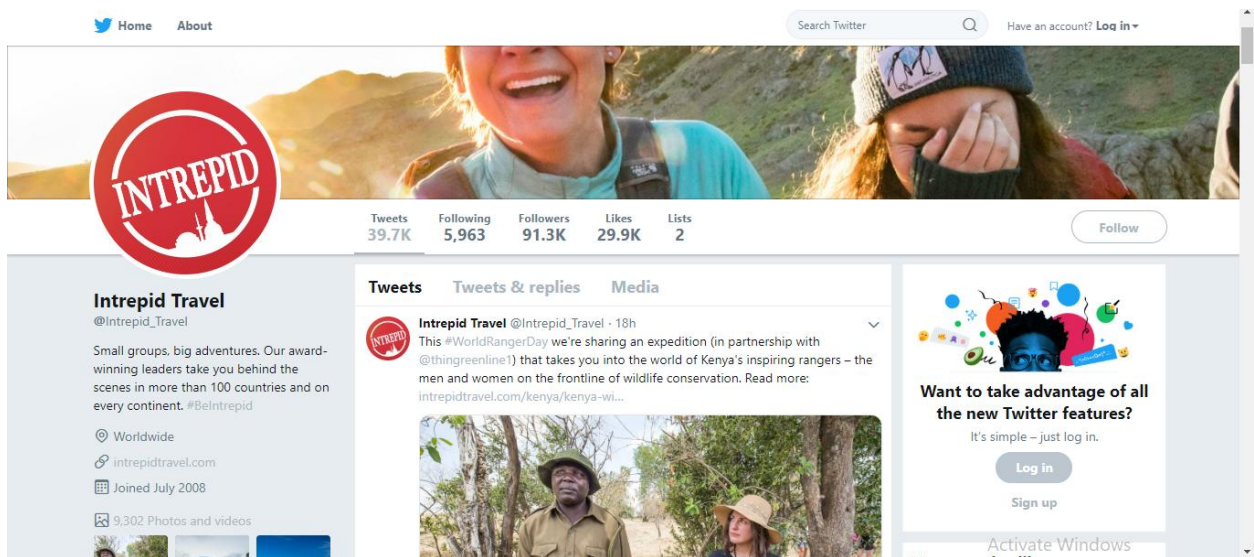 Home About
Search Twitter
Have an account? Log in
INTREPID
Tweets Following Followers Likes Lists
39.7K 5,963 91.3K 29.9K 2
Follow
Intrepid Travel
@Intrepid_Travel
Small groups, big adventures. Our award-
winning leaders take you behind the
scenes in more than 100 countries and on
every continent. #BeIntrepid
Worldwide
intrepidtravel.com
Joined July 2008
9,302 Photos and videos
Tweets Tweets & replies Media
INTREPID
Intrepid Travel @Intrepid_Travel · 18h
This #WorldRangerDay we're sharing an expedition (in partnership with
@thingreenline1) that takes you into the world of Kenya's inspiring rangers – the
men and women on the frontline of wildlife conservation. Read more:
intrepidtravel.com/kenya/kenya-wi...
Want to take advantage of all
the new Twitter features?
It's simple – just log in.
Log in
Sign up
Activate Windows